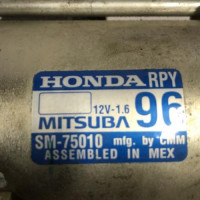 HONDA RPY
12V-1.6 96
MITSUBA
SM-75010 mfg. by CMM
ASSEMBLED IN MEX